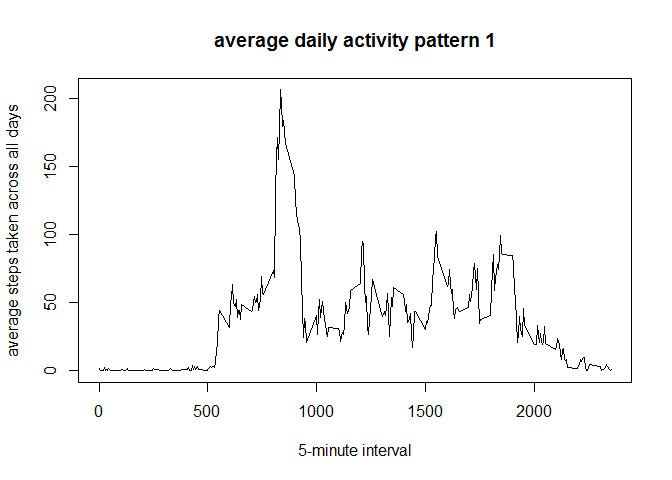 average daily activity pattern 1
average steps taken across all days
200
150
100
50
0
0 500 1000 1500 2000
5-minute interval